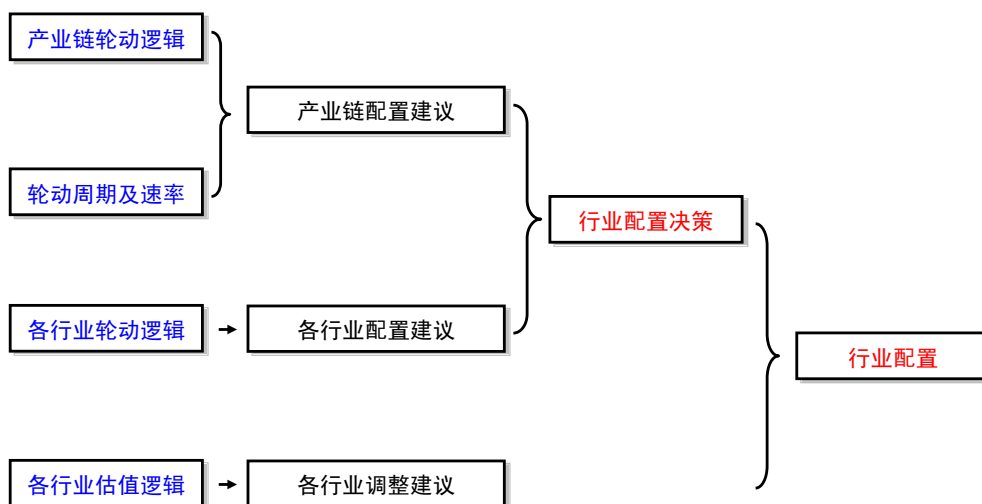 产业链轮动逻辑
产业链配置建议
轮动周期及速率
行业配置决策
各行业轮动逻辑
各行业配置建议
行业配置
各行业估值逻辑
各行业调整建议